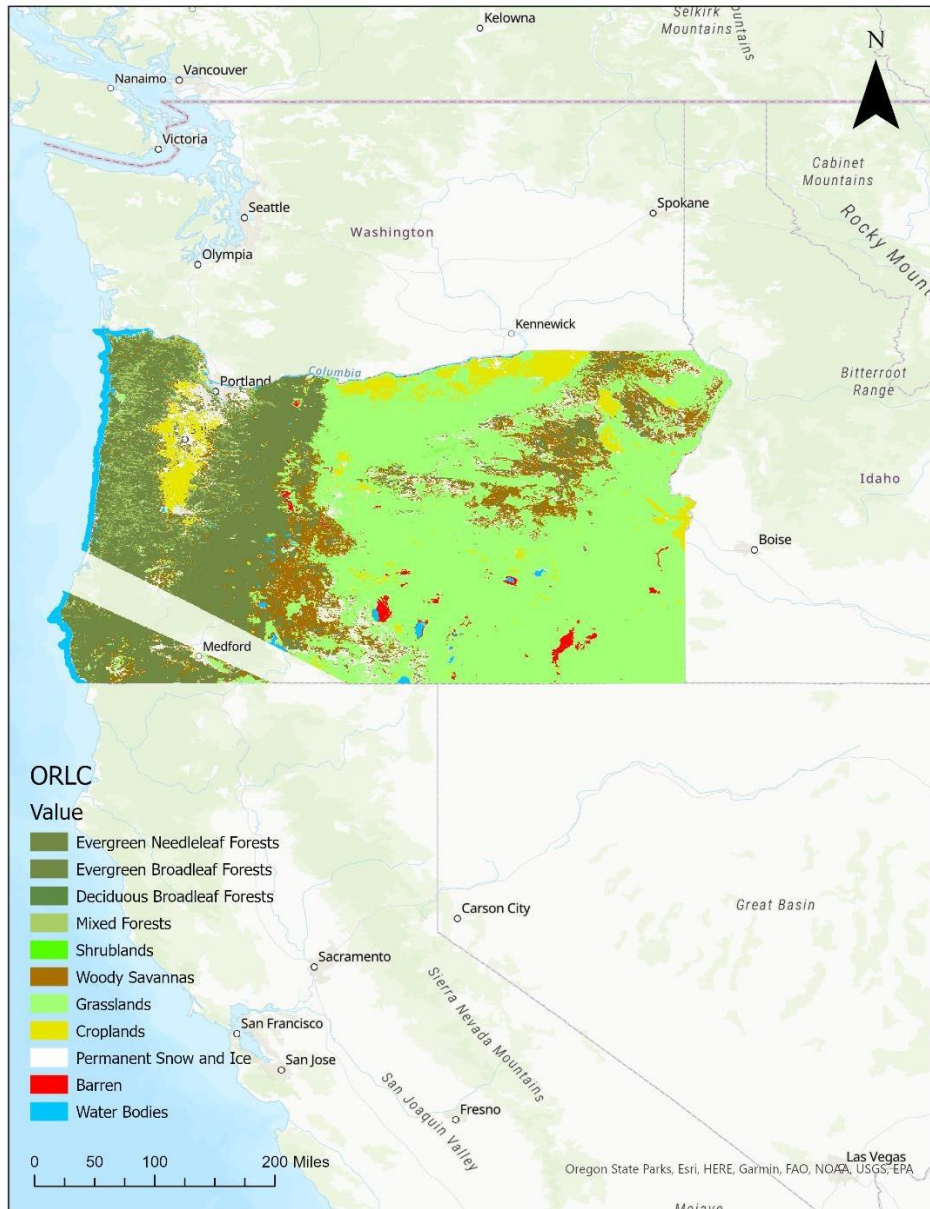 Kelowna
Selkirk
Mountains
N
Nanaimo
Vancouver
Victoria
Cabinet
Mountains
Seattle
Spokane
Washington
Rocky Mount
Olympia
Kennewick
Columbia
Bitterroot
Range
Portland
Idaho
Boise
Medford
ORLC
Value
Evergreen Needleleaf Forests
Evergreen Broadleaf Forests
Deciduous Broadleaf Forests
Mixed Forests
Shrublands
Woody Savannas
Grasslands
Croplands
Permanent Snow and Ice
Barren
Water Bodies
Carson City
Great Basin
Sacramento
Sierra Nevada Mountains
San Francisco
San Jose
San Joaquin Valley
Fresno
0 50 100 200 Miles
Oregon State Parks, Esri, HERE, Garmin, FAO, NOAA, USGS, EPA
Las Vegas